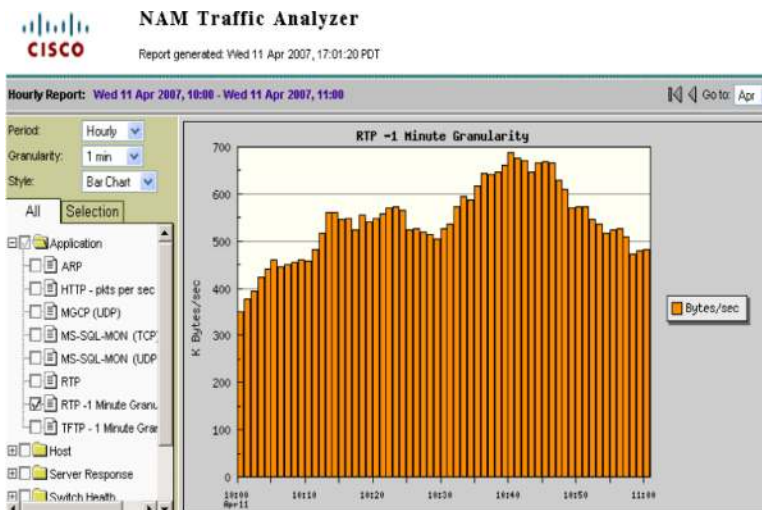 CISCO
NAM Traffic Analyzer
Report generated: Wed 11 Apr 2007, 17:01:20 PDT
Hourly Report: Wed 11 Apr 2007, 10:00 - Wed 11 Apr 2007, 11:00
Go to: Apr
Period: Hourly
Granularity: 1 min
Style: Bar Chart
All Selection
Application
ARP
HTTP - pkts per sec
MGCP (UDP)
MS-SQL-MON (TCP)
MS-SQL-MON (UDP
RTP
RTP -1 Minute Granu
TFTP - 1 Minute Gran
Host
Server Response
Switch Health
RTP -1 Minute Granularity
K Bytes/sec
700
600
500
400
300
200
100
0
10:00 10:10 10:20 10:30 10:40 10:50 11:00
Apr11
Bytes/sec